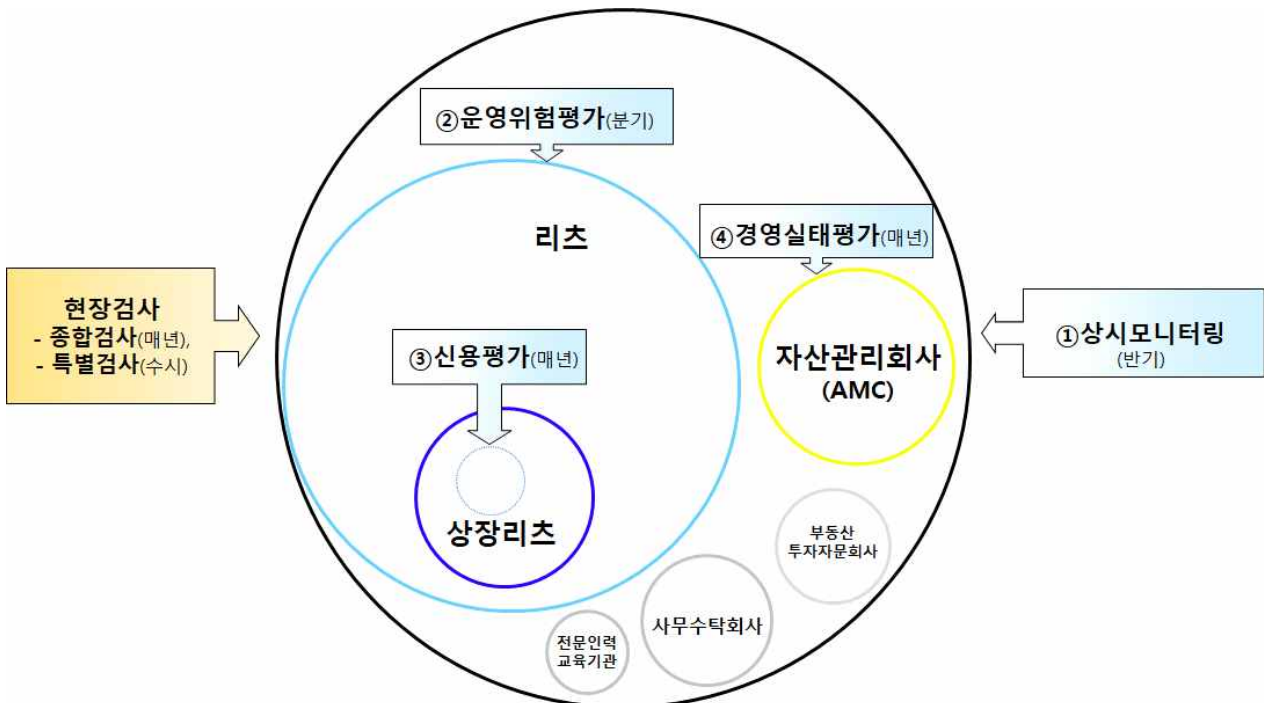 ②운영위험평가(분기)
리츠
④경영실태평가(매년)
현장검사
- 종합검사(매년),
- 특별검사(수시)
③신용평가(매년)
자산관리회사
(AMC)
①상시모니터링
(반기)
상장리츠
부동산
투자자문회사
사무수탁회사
전문인력
교육기관